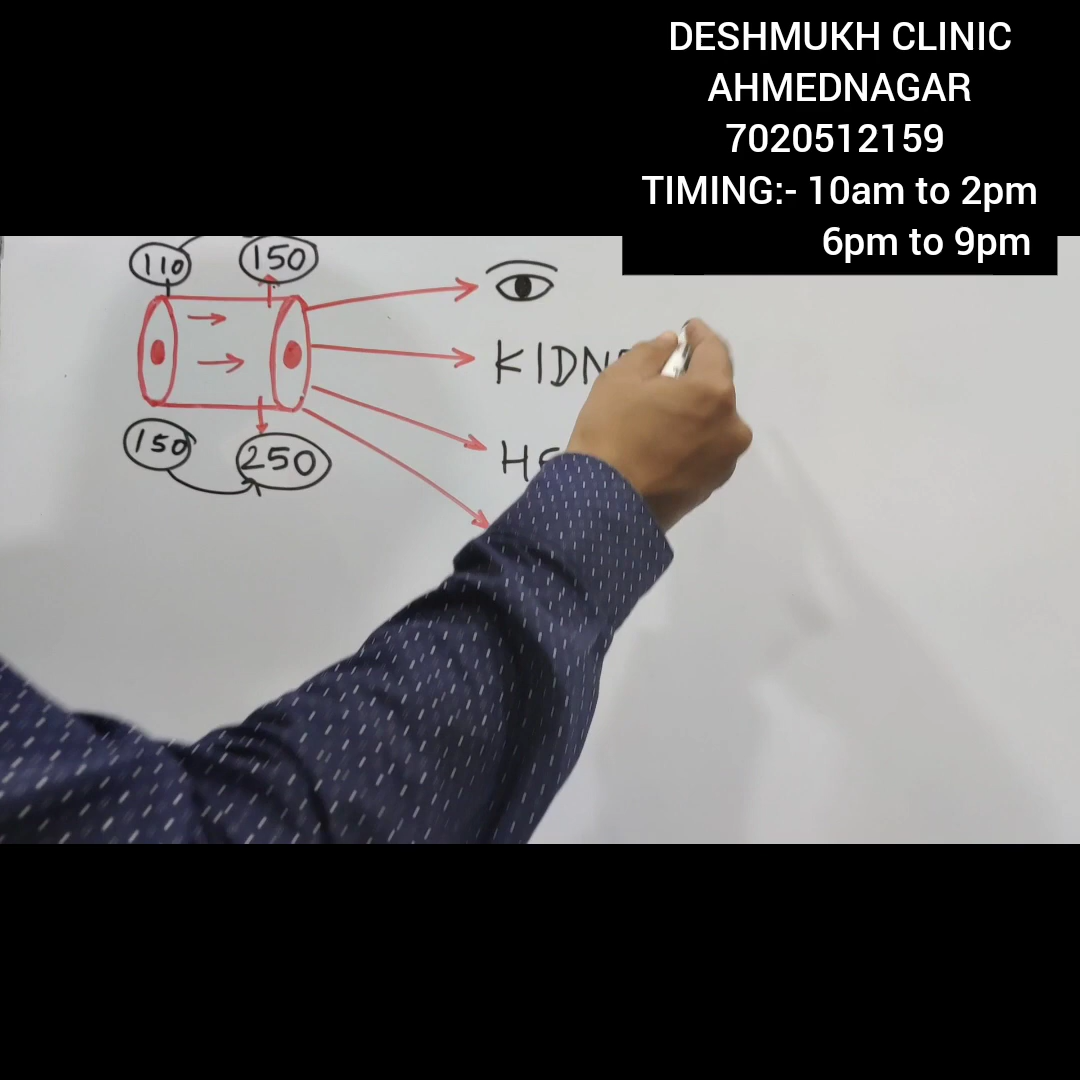 DESHMUKH CLINIC
AHMEDNAGAR
7020512159
TIMING:- 10am to 2pm
6pm to 9pm
110
150
150
250